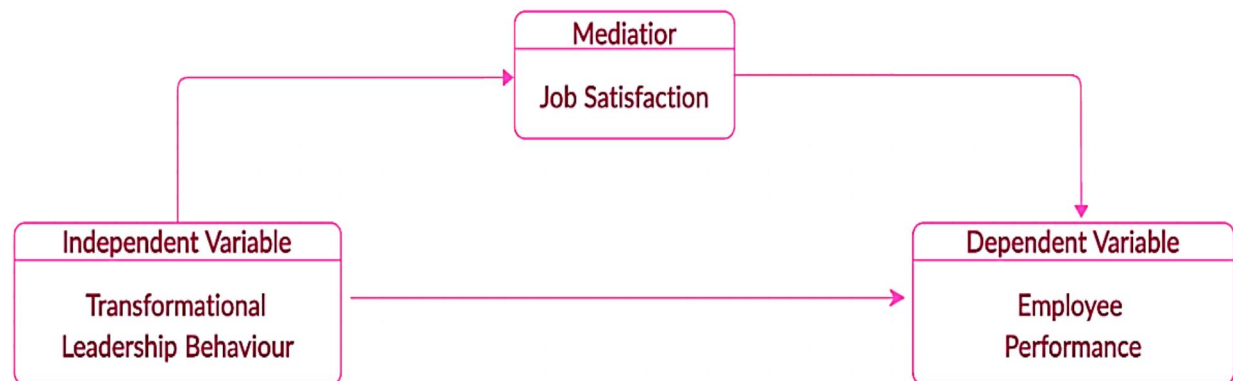 Mediatior
Job Satisfaction
Independent Variable
Transformational
Leadership Behaviour
Dependent Variable
Employee
Performance